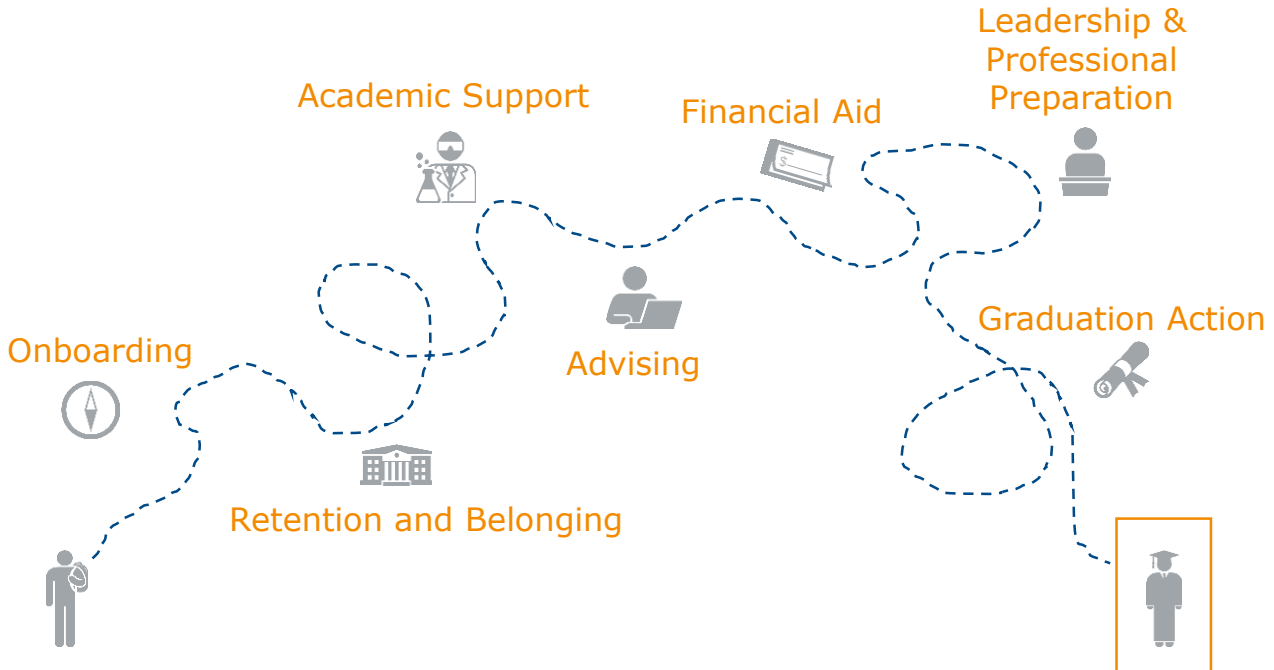 Leadership &
Professional
Preparation
Academic Support
Financial Aid
$
Graduation Action
Onboarding
Advising
Retention and Belonging